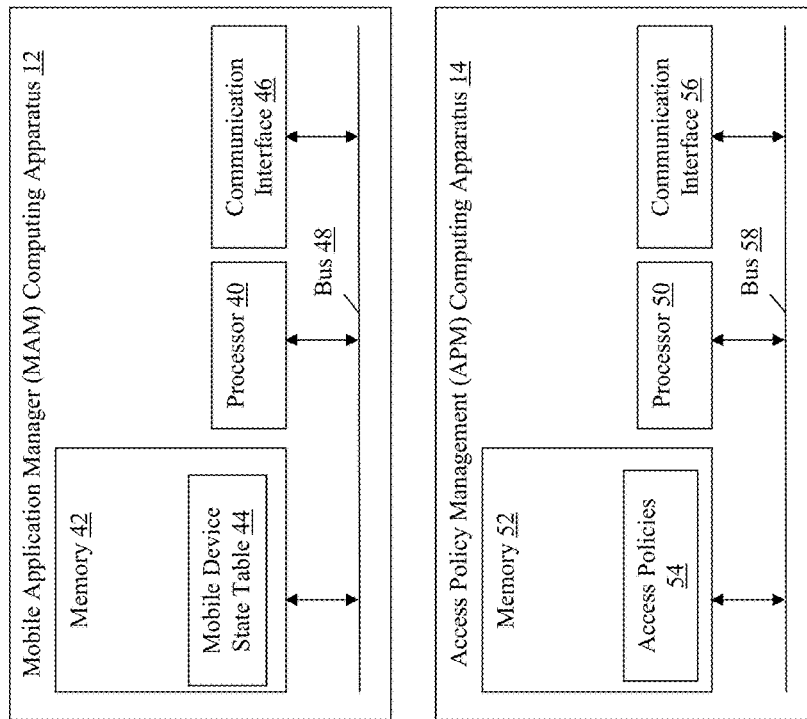 Mobile Application Manager (MAM) Computing Apparatus 12
Memory 42
Mobile Device
State Table 44
Processor 40
Communication
Interface 46
Bus 48
Access Policy Management (APM) Computing Apparatus 14
Memory 52
Access Policies
54
Processor 50
Communication
Interface 56
Bus 58